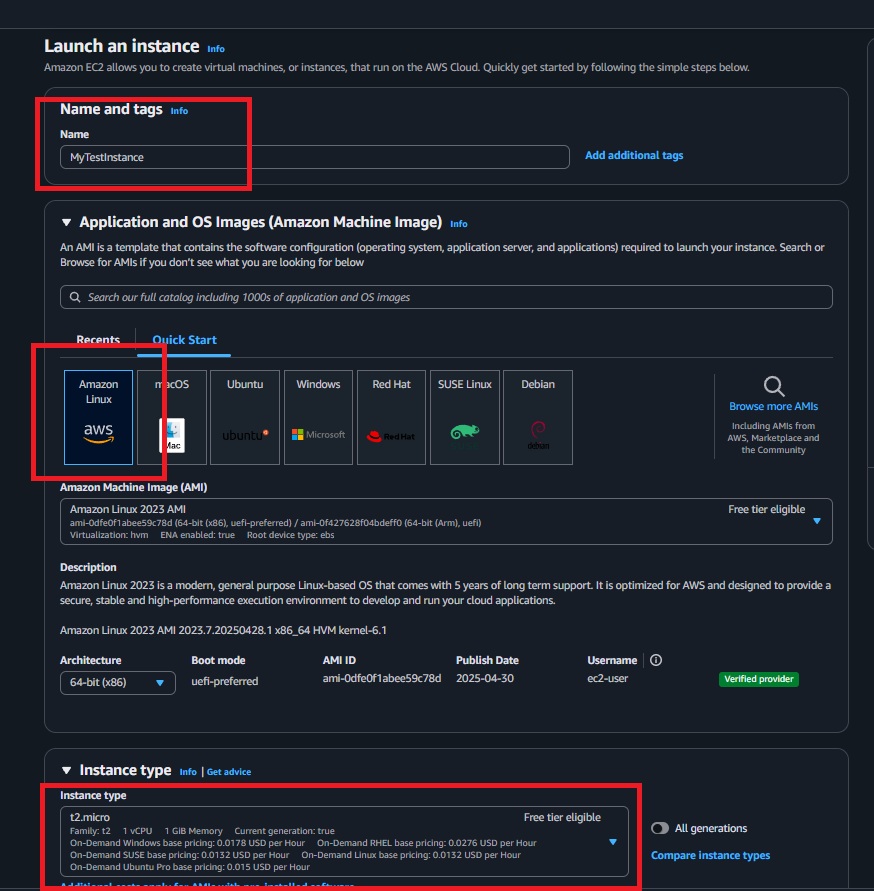 Launch an instance Info
Amazon EC2 allows you to create virtual machines, or instances, that run on the AWS Cloud. Quickly get started by following the simple steps below.
Name and tags Info
Name
MyTestInstance
Add additional tags
Application and OS Images (Amazon Machine Image) Info
An AMI is a template that contains the software configuration (operating system, application server, and applications) required to launch your instance. Search or
Browse for AMIs if you don't see what you are looking for below
Search our full catalog including 1000s of application and OS images
Recents Quick Start
Amazon Linux
aws
macOS
Mac
Ubuntu
ubuntu
Windows
Microsoft
Red Hat
Red Hat
SUSE Linux
Debian
debian
Browse more AMIs
Including AMIs from
AWS, Marketplace and
the Community
Amazon Machine Image (AMI)
Amazon Linux 2023 AMI Free tier eligible
ami-0dfe0f1abee59c78d (64-bit (x86), uefi-preferred) / ami-0f427628f04bdeff0 (64-bit (Arm), uefi)
Virtualization: hvm ENA enabled: true Root device type: ebs
Description
Amazon Linux 2023 is a modern, general purpose Linux-based OS that comes with 5 years of long term support. It is optimized for AWS and designed to provide a
secure, stable and high-performance execution environment to develop and run your cloud applications.
Amazon Linux 2023 AMI 2023.7.20250428.1 x86_64 HVM kernel-6.1
Architecture Boot mode AMI ID Publish Date Username
64-bit (x86) uefi-preferred ami-0dfe0f1abee59c78d 2025-04-30 ec2-user Verified provider
Instance type Info | Get advice
Instance type
t2.micro Free tier eligible
Family: t2 1 vCPU 1 GiB Memory Current generation: true
On-Demand Windows base pricing: 0.0178 USD per Hour On-Demand RHEL base pricing: 0.0276 USD per Hour
On-Demand SUSE base pricing: 0.0132 USD per Hour On-Demand Linux base pricing: 0.0132 USD per Hour
On-Demand Ubuntu Pro base pricing: 0.015 USD per Hour
All generations
Compare instance types
Additional costs apply for AMIs with pre-installed software